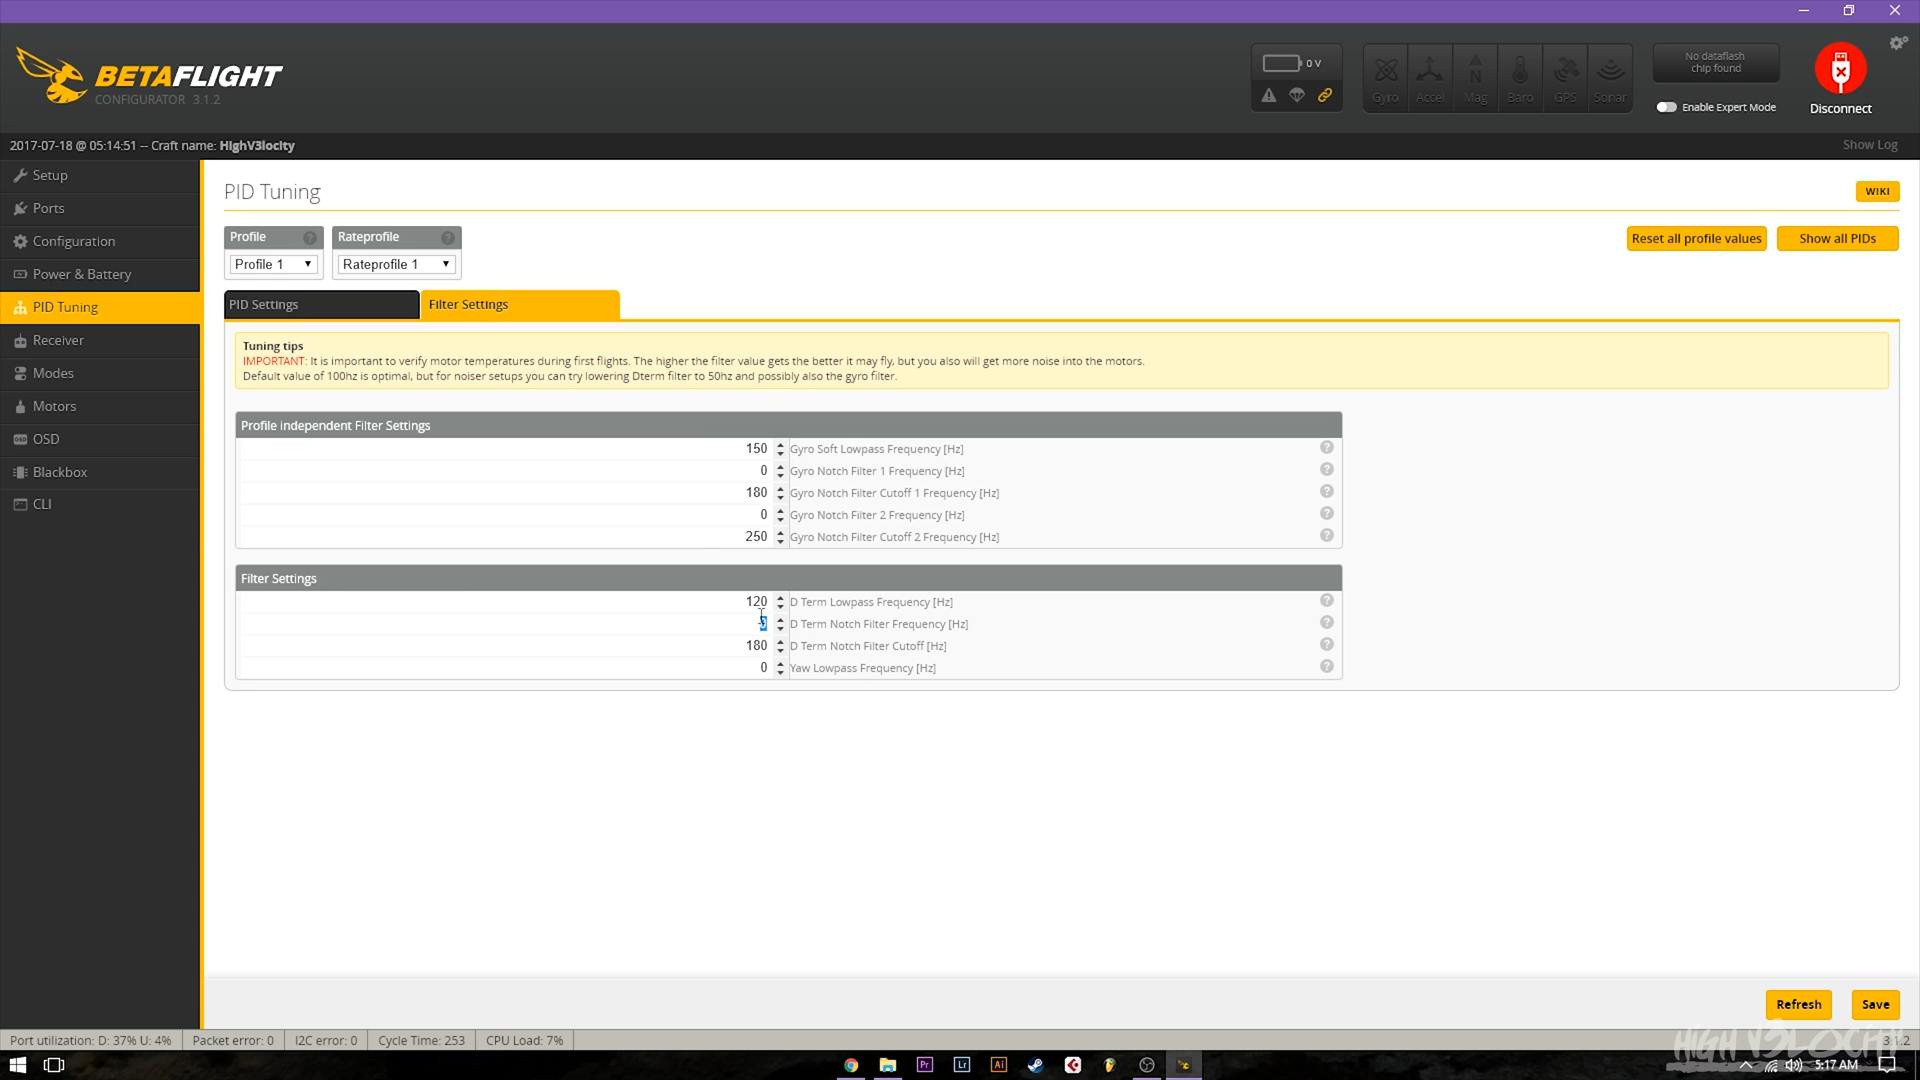 BETAFLIGHT
CONFIGURATOR 3.1.2
0 V
Gyro Accel Mag Baro GPS Sonar
No dataflash
chip found
Enable Expert Mode
Disconnect
2017-07-18 @ 05:14:51 -- Craft name: HighV3locity
Show Log
Setup
Ports
Configuration
Power & Battery
PID Tuning
Receiver
Modes
Motors
OSD
Blackbox
CLI
PID Tuning
WIKI
Profile
Rateprofile
Profile 1
Rateprofile 1
Reset all profile values
Show all PIDs
PID Settings
Filter Settings
Tuning tips
IMPORTANT: It is important to verify motor temperatures during first flights. The higher the filter value gets the better it may fly, but you also will get more noise into the motors.
Default value of 100hz is optimal, but for noiser setups you can try lowering Dterm filter to 50hz and possibly also the gyro filter.
Profile independent Filter Settings
150 Gyro Soft Lowpass Frequency [Hz]
0 Gyro Notch Filter 1 Frequency [Hz]
180 Gyro Notch Filter Cutoff 1 Frequency [Hz]
0 Gyro Notch Filter 2 Frequency [Hz]
250 Gyro Notch Filter Cutoff 2 Frequency [Hz]
Filter Settings
120 D Term Lowpass Frequency [Hz]
D Term Notch Filter Frequency [Hz]
180 D Term Notch Filter Cutoff [Hz]
0 Yaw Lowpass Frequency [Hz]
Refresh
Save
Port utilization: D: 37% U: 4%
Packet error: 0
I2C error: 0
Cycle Time: 253
CPU Load: 7%
3.1.2
HIGH V3LOCITY
Pr
Lr
Ai
5:17 AM